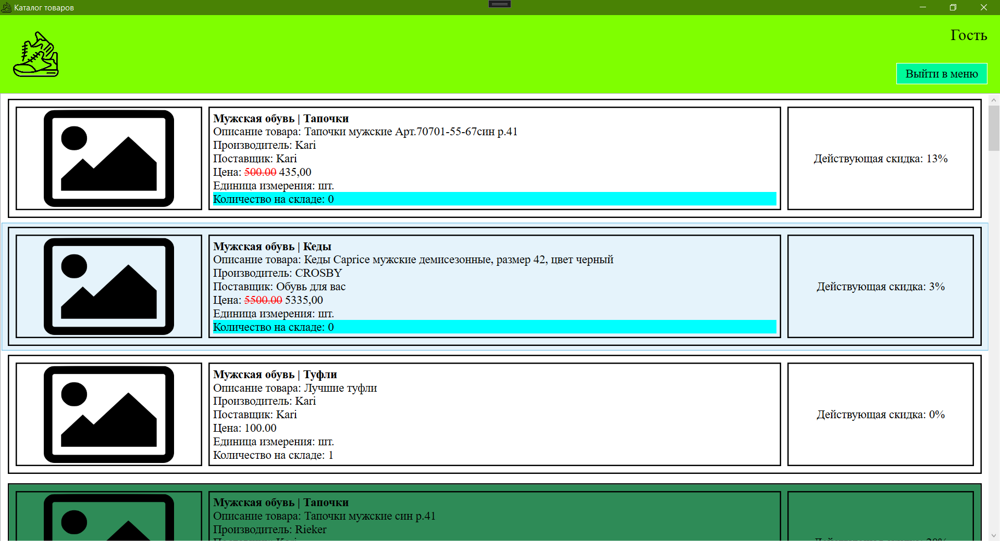 Каталог товаров
Гость
Выйти в меню
Мужская обувь | Тапочки
Описание товара: Тапочки мужские Арт.70701-55-67син р.41
Производитель: Kari
Поставщик: Kari
Цена: 500.00 435,00
Единица измерения: шт.
Количество на складе: 0
Действующая скидка: 13%
Мужская обувь | Кеды
Описание товара: Кеды Caprice мужские демисезонные, размер 42, цвет черный
Производитель: CROSBY
Поставщик: Обувь для вас
Цена: 5500.00 5335,00
Единица измерения: шт.
Количество на складе: 0
Действующая скидка: 3%
Мужская обувь | Туфли
Описание товара: Лучшие туфли
Производитель: Kari
Поставщик: Kari
Цена: 100.00
Единица измерения: шт.
Количество на складе: 1
Действующая скидка: 0%
Мужская обувь | Тапочки
Описание товара: Тапочки мужские син р.41
Производитель: Rieker